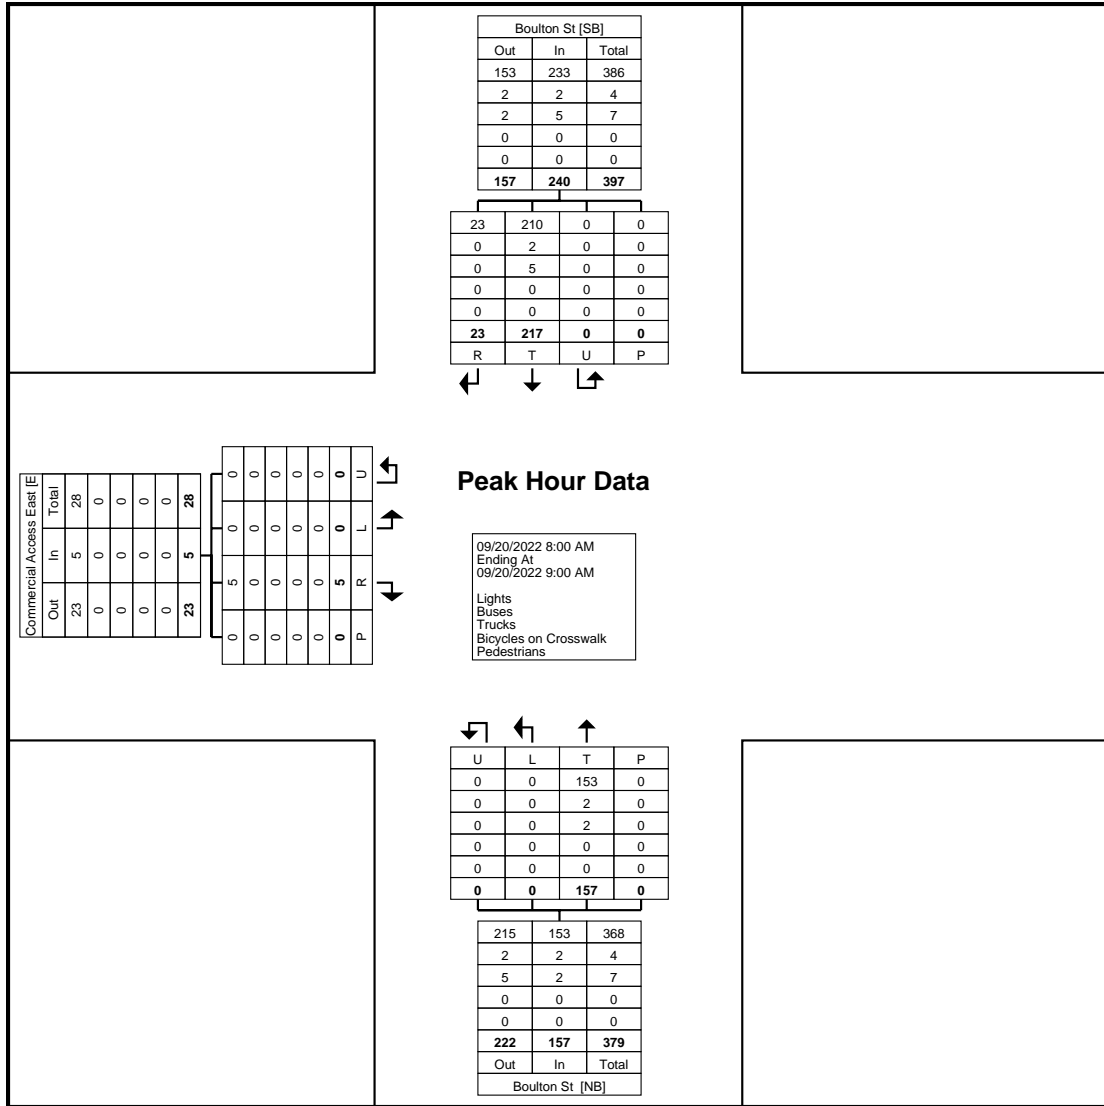 Boulton St [SB]
Out In Total
153 233 386
2 2 4
2 5 7
0 0 0
0 0 0
157 240 397
23 210 0 0
0 2 0 0
0 5 0 0
0 0 0 0
0 0 0 0
23 217 0 0
R T U P
Commercial Access East [E
Out In Total
23 5 28
0 0 0
0 0 0
0 0 0
0 0 0
23 5 28
0 5 0 0
0 0 0 0
0 0 0 0
0 0 0 0
0 0 0 0
0 5 0 0
P R L U
Peak Hour Data
09/20/2022 8:00 AM
Ending At
09/20/2022 9:00 AM
Lights
Buses
Trucks
Bicycles on Crosswalk
Pedestrians
U L T P
0 0 153 0
0 0 2 0
0 0 2 0
0 0 0 0
0 0 0 0
0 0 157 0
215 153 368
2 2 4
5 2 7
0 0 0
0 0 0
222 157 379
Out In Total
Boulton St [NB]